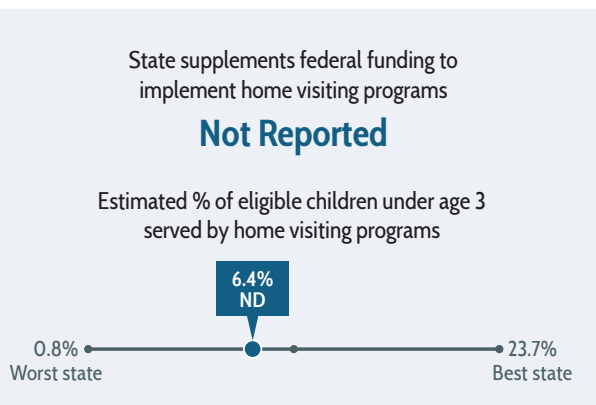 State supplements federal funding to
implement home visiting programs
Not Reported
Estimated % of eligible children under age 3
served by home visiting programs
6.4%
ND
0.8%
Worst state
23.7%
Best state